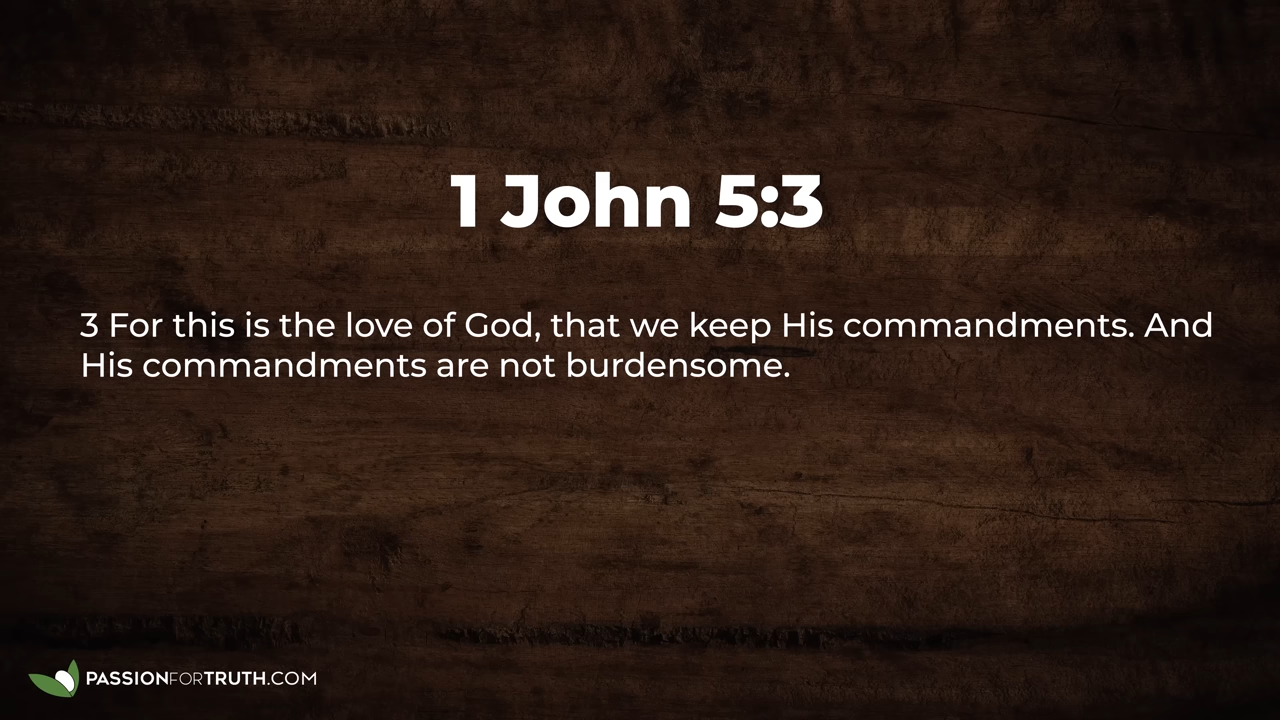 1 John 5:3
3 For this is the love of God, that we keep His commandments. And
His commandments are not burdensome.
PASSIONFORTRUTH.COM